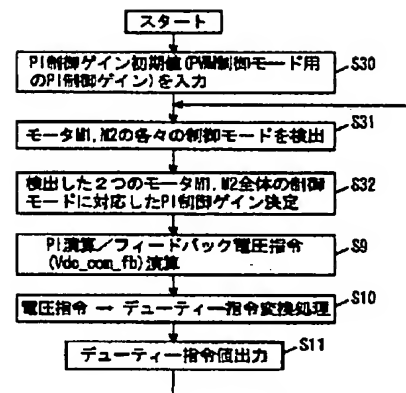 スタート
PI制御ゲイン初期値(PWM制御モード用
のPI制御ゲイン)を入力
S30
モータM1,M2の各々の制御モードを検出
S31
検出した2つのモータM1,M2全体の制御
モードに対応したPI制御ゲイン決定
S32
PI演算/フィードバック電圧指令
(Vdc_com_fb)演算
S9
電圧指令 → デューティー指令変換処理
S10
デューティー指令値出力
S11